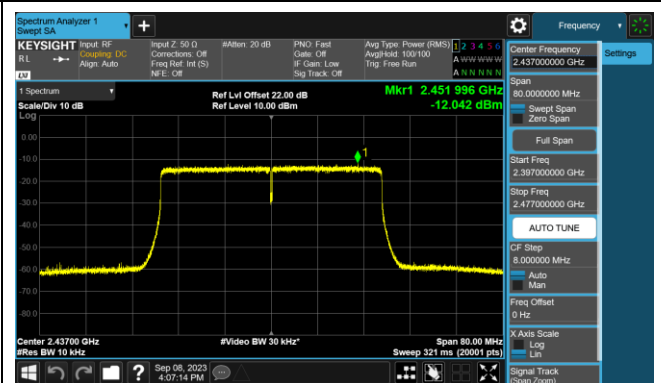 Spectrum Analyzer 1
Swept SA
+
Frequency
KEYSIGHT
RL
LXI
Input: RF
Coupling: DC
Align: Auto
Input Z: 50 Ω
Corrections: Off
Freq Ref: Int (S)
NFE: Off
#Atten: 20 dB
PNO: Fast
Gate: Off
IF Gain: Low
Sig Track: Off
Avg Type: Power (RMS)
Avg|Hold: 100/100
Trig: Free Run
1 2 3 4 5 6
A W W W W W
A N N N N N
1 Spectrum
Scale/Div 10 dB
Log
Ref Lvl Offset 22.00 dB
Ref Level 10.00 dBm
Mkr1 2.451 996 GHz
-12.042 dBm
1
0.00
-10.0
-20.0
-30.0
-40.0
-50.0
-60.0
-70.0
-80.0
Center 2.43700 GHz
#Res BW 10 kHz
#Video BW 30 kHz*
Span 80.00 MHz
Sweep 321 ms (20001 pts)
Center Frequency
2.437000000 GHz
Settings
Span
80.0000000 MHz
Swept Span
Zero Span
Full Span
Start Freq
2.397000000 GHz
Stop Freq
2.477000000 GHz
AUTO TUNE
CF Step
8.000000 MHz
Auto
Man
Freq Offset
0 Hz
X Axis Scale
Log
Lin
Signal Track
(Span Zoom)
?
Sep 08, 2023
4:07:14 PM